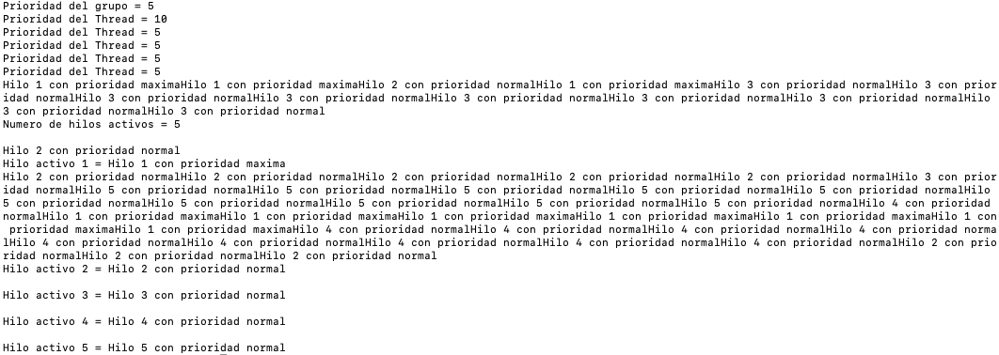 Prioridad del grupo = 5
Prioridad del Thread = 10
Prioridad del Thread = 5
Prioridad del Thread = 5
Prioridad del Thread = 5
Prioridad del Thread = 5
Hilo 1 con prioridad maximaHilo 1 con prioridad maximaHilo 2 con prioridad normalHilo 1 con prioridad maximaHilo 3 con prioridad normalHilo 3 con prior
idad normalHilo 3 con prioridad normalHilo 3 con prioridad normalHilo 3 con prioridad normalHilo 3 con prioridad normalHilo 3 con prioridad normalHilo
3 con prioridad normalHilo 3 con prioridad normal
Numero de hilos activos = 5
Hilo 2 con prioridad normal
Hilo activo 1 = Hilo 1 con prioridad maxima
Hilo 2 con prioridad normalHilo 2 con prioridad normalHilo 2 con prioridad normalHilo 2 con prioridad normalHilo 2 con prioridad normalHilo 3 con prior
idad normalHilo 5 con prioridad normalHilo 5 con prioridad normalHilo 5 con prioridad normalHilo 5 con prioridad normalHilo 5 con prioridad normalHilo
5 con prioridad normalHilo 5 con prioridad normalHilo 5 con prioridad normalHilo 5 con prioridad normalHilo 5 con prioridad normalHilo 4 con prioridad
normalHilo 1 con prioridad maximaHilo 1 con prioridad maximaHilo 1 con prioridad maximaHilo 1 con prioridad maximaHilo 1 con prioridad maximaHilo 1 con
prioridad maximaHilo 1 con prioridad maximaHilo 4 con prioridad normalHilo 4 con prioridad normalHilo 4 con prioridad normalHilo 4 con prioridad norma
lHilo 4 con prioridad normalHilo 4 con prioridad normalHilo 4 con prioridad normalHilo 4 con prioridad normalHilo 4 con prioridad normalHilo 2 con prio
ridad normalHilo 2 con prioridad normalHilo 2 con prioridad normal
Hilo activo 2 = Hilo 2 con prioridad normal
Hilo activo 3 = Hilo 3 con prioridad normal
Hilo activo 4 = Hilo 4 con prioridad normal
Hilo activo 5 = Hilo 5 con prioridad normal